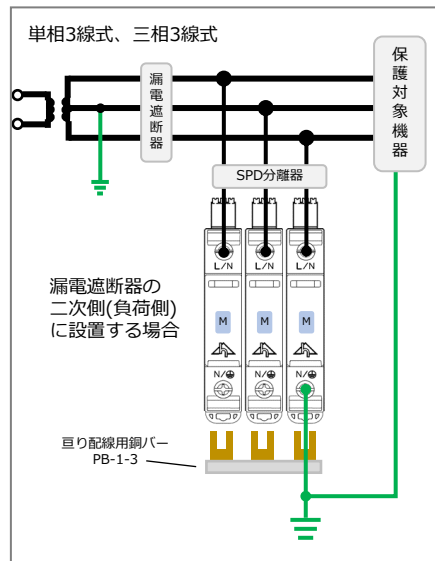 単相3線式、三相3線式
漏電遮断器
保護対象機器
SPD分離器
L/N
L/N
L/N
漏電遮断器の
二次側(負荷側)
に設置する場合
M
M
M
N/
N/
N/
亘り配線用銅バー
PB-1-3